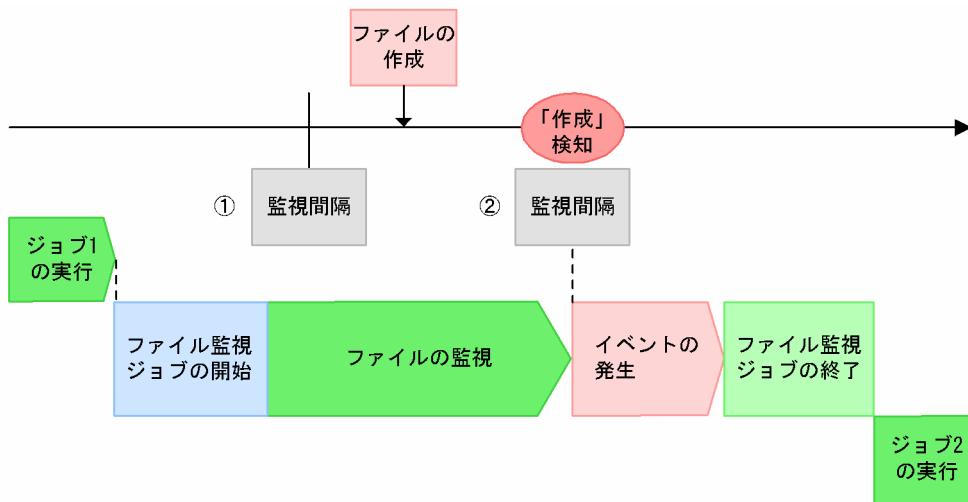 ファイルの
作成
「作成」
検知
①
監視間隔
②
監視間隔
ジョブ1
の実行
ファイル監視
ジョブの開始
ファイルの監視
イベントの
発生
ファイル監視
ジョブの終了
ジョブ2
の実行